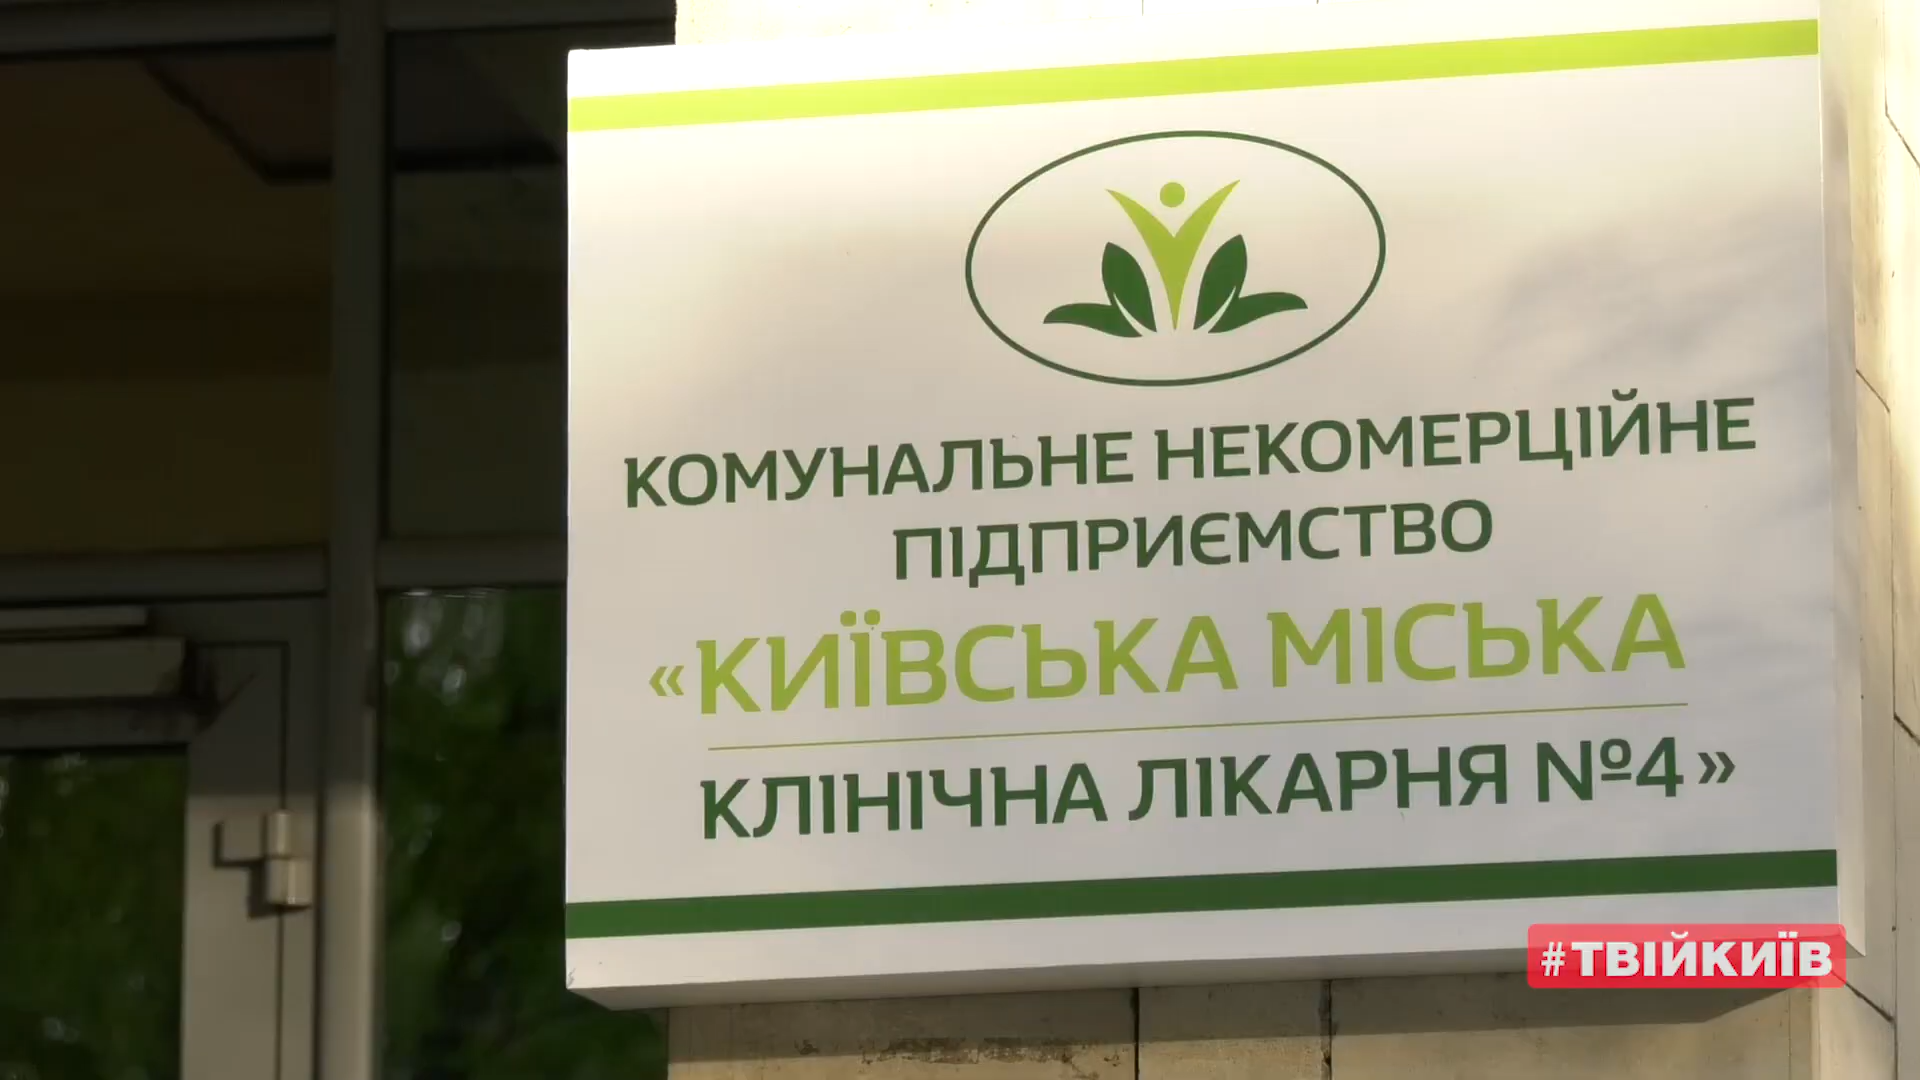 КОМУНАЛЬНЕ НЕКОМЕРЦІЙНЕ
ПІДПРИЄМСТВО
«КИЇВСЬКА МІСЬКА
КЛІНІЧНА ЛІКАРНЯ №4»
#ТВІЙКИЇВ